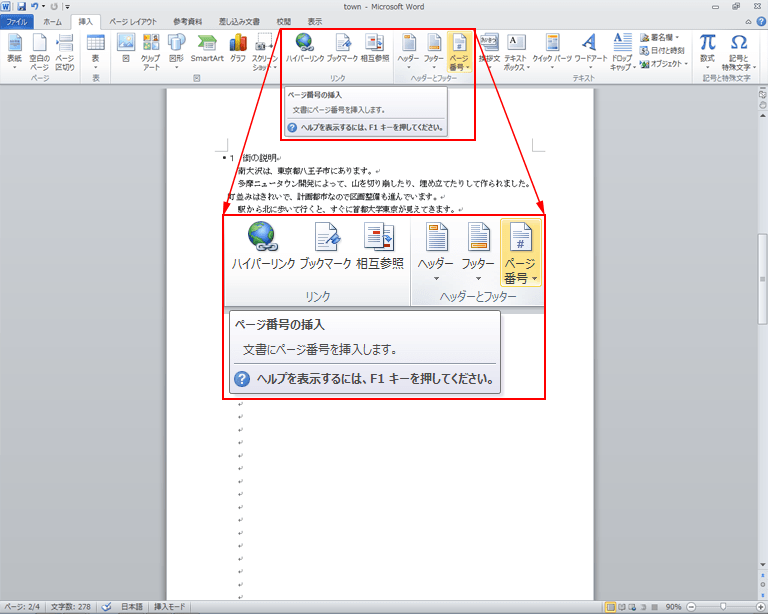 town - Microsoft Word
ファイル ホーム 挿入 ページ レイアウト 参考資料 差し込み文書 校閲 表示
表紙 空白のページ ページ区切り 表 図 クリップアート 図形 SmartArt グラフ スクリーンショット ハイパーリンク ブックマーク 相互参照 ヘッダー フッター ページ番号 挨拶文 テキストボックス クイック パーツ ワードアート ドロップキャップ 署名欄 日付と時刻 オブジェクト 数式 記号と特殊文字
ページ 表 図 リンク ヘッダーとフッター テキスト 記号と特殊文字
ページ番号の挿入
文書にページ番号を挿入します。
ヘルプを表示するには、F1 キーを押してください。
1 街の説明
南大沢は、東京都八王子市にあります。
多摩ニュータウン開発によって、山を切り崩したり、埋め立てたりして作られました。
町並みはきれいで、計画都市なので区画整備も進んでいます。
駅から北に歩いて行くと、すぐに首都大学東京が見えてきます。
ハイパーリンク ブックマーク 相互参照 ヘッダー フッター ページ番号
リンク ヘッダーとフッター
ページ番号の挿入
文書にページ番号を挿入します。
ヘルプを表示するには、F1 キーを押してください。
ページ: 2/4 文字数: 278 日本語 挿入モード 90%